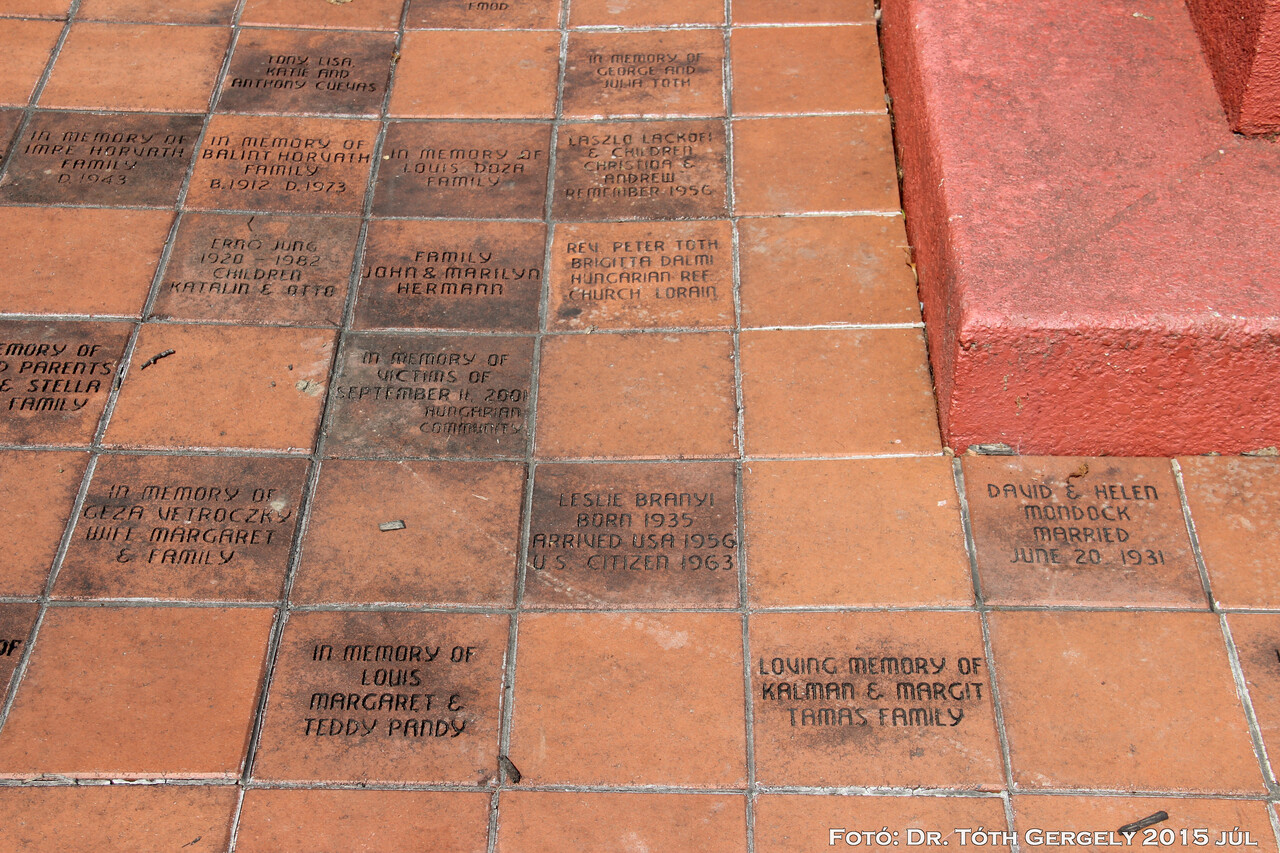 EMOD
TONY LISA
KATIE AND
ANTHONY CUEVAS
IN MEMORY OF
GEORGE AND
JULIA TOTH
IN MEMORY OF
IMRE HORVATH
FAMILY
D. 1943
IN MEMORY OF
BALINT HORVATH
FAMILY
B. 1912 D. 1973
IN MEMORY OF
LOUIS DOZA
FAMILY
LASZLO LACKOFI
& CHILDREN
CHRISTINA &
ANDREW
REMEMBER 1956
ERNO JUNG
1920 - 1982
CHILDREN
KATALIN & OTTO
FAMILY
JOHN & MARILYN
HERMANN
REV. PETER TOTH
BRIGITTA DALMI
HUNGARIAN REF.
CHURCH LORAIN
EMORY OF
D PARENTS
& STELLA
FAMILY
IN MEMORY OF
VICTIMS OF
SEPTEMBER 11, 2001
HUNGARIAN
COMMUNITY
IN MEMORY OF
GEZA VETROCZKY
WIFE MARGARET
& FAMILY
LESLIE BRANYI
BORN 1935
ARRIVED USA 1956
U.S. CITIZEN 1963
DAVID & HELEN
MONDOCK
MARRIED
JUNE 20, 1931
OF
IN MEMORY OF
LOUIS
MARGARET &
TEDDY PANDY
LOVING MEMORY OF
KALMAN & MARGIT
TAMAS FAMILY
FOTÓ: DR. TÓTH GERGELY 2015 JÚL